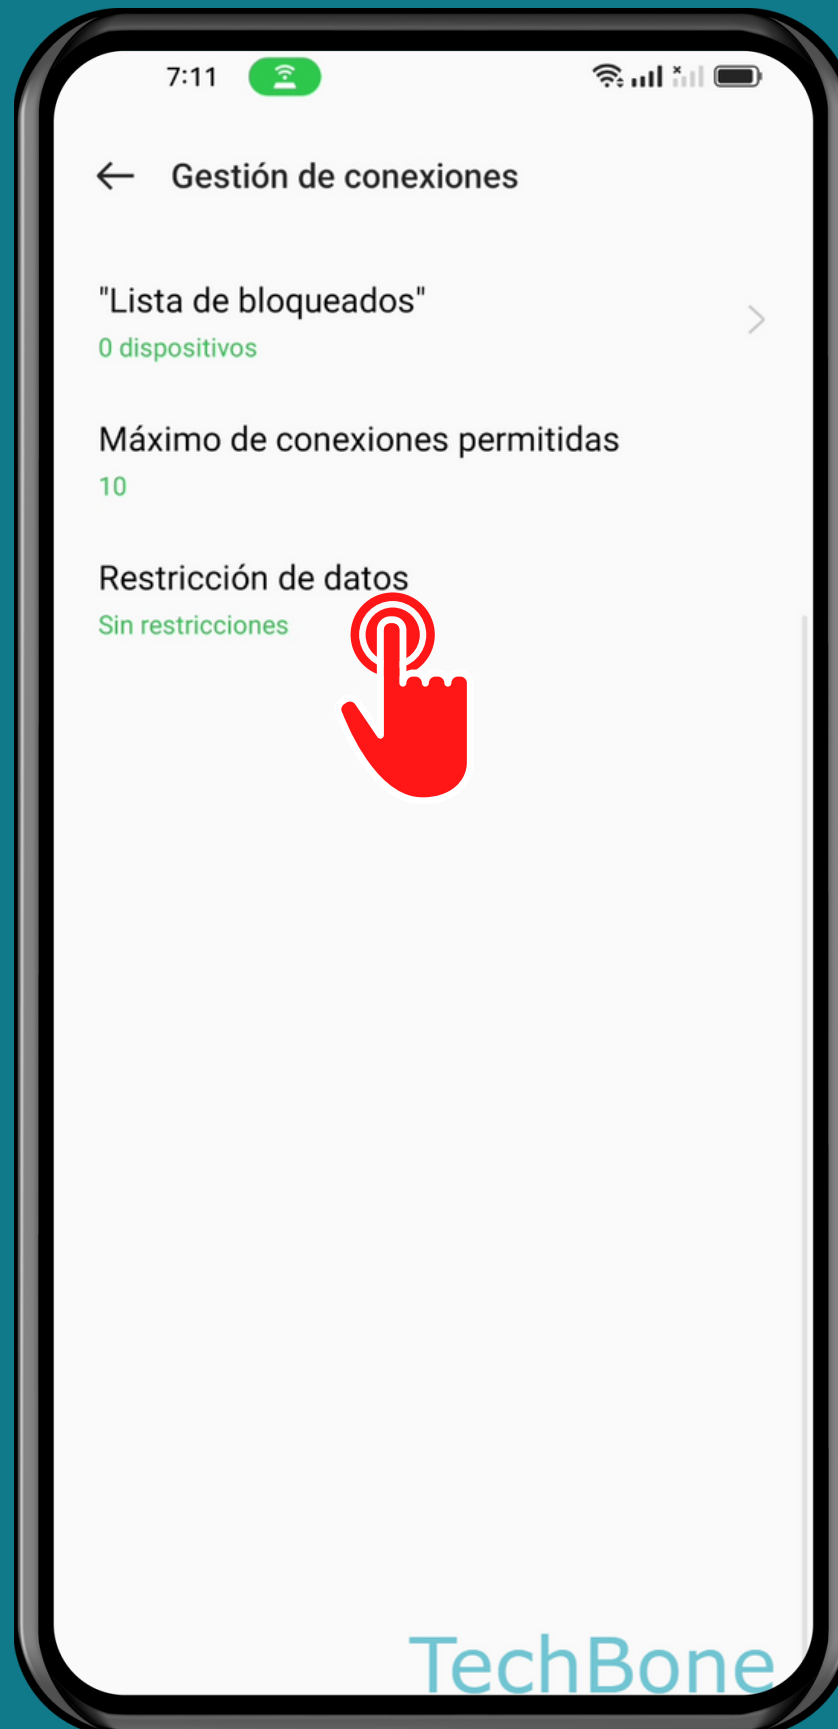 7:11
Gestión de conexiones
"Lista de bloqueados"
0 dispositivos
Máximo de conexiones permitidas
10
Restricción de datos
Sin restricciones
TechBone